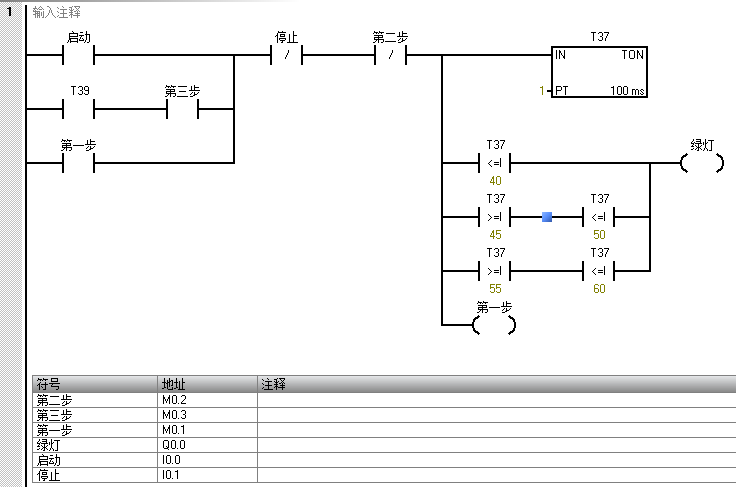 1 输入注释
启动 停止 第二步 T37
/ / IN TON
1 PT 100 ms
T39 第三步
第一步
T37 绿灯
<=I
40
T37 T37
>=I <=I
45 50
T37 T37
>=I <=I
55 60
第一步
符号 地址 注释
第二步 M0.2
第三步 M0.3
第一步 M0.1
绿灯 Q0.0
启动 I0.0
停止 I0.1